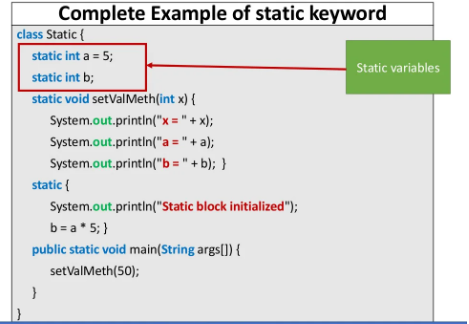 Complete Example of static keyword
class Static {
static int a = 5;
static int b;
Static variables
static void setValMeth(int x) {
System.out.println("x = " + x);
System.out.println("a = " + a);
System.out.println("b = " + b);  }
static {
System.out.println("Static block initialized");
b = a * 5; }
public static void main(String args[]) {
setValMeth(50);
}
}